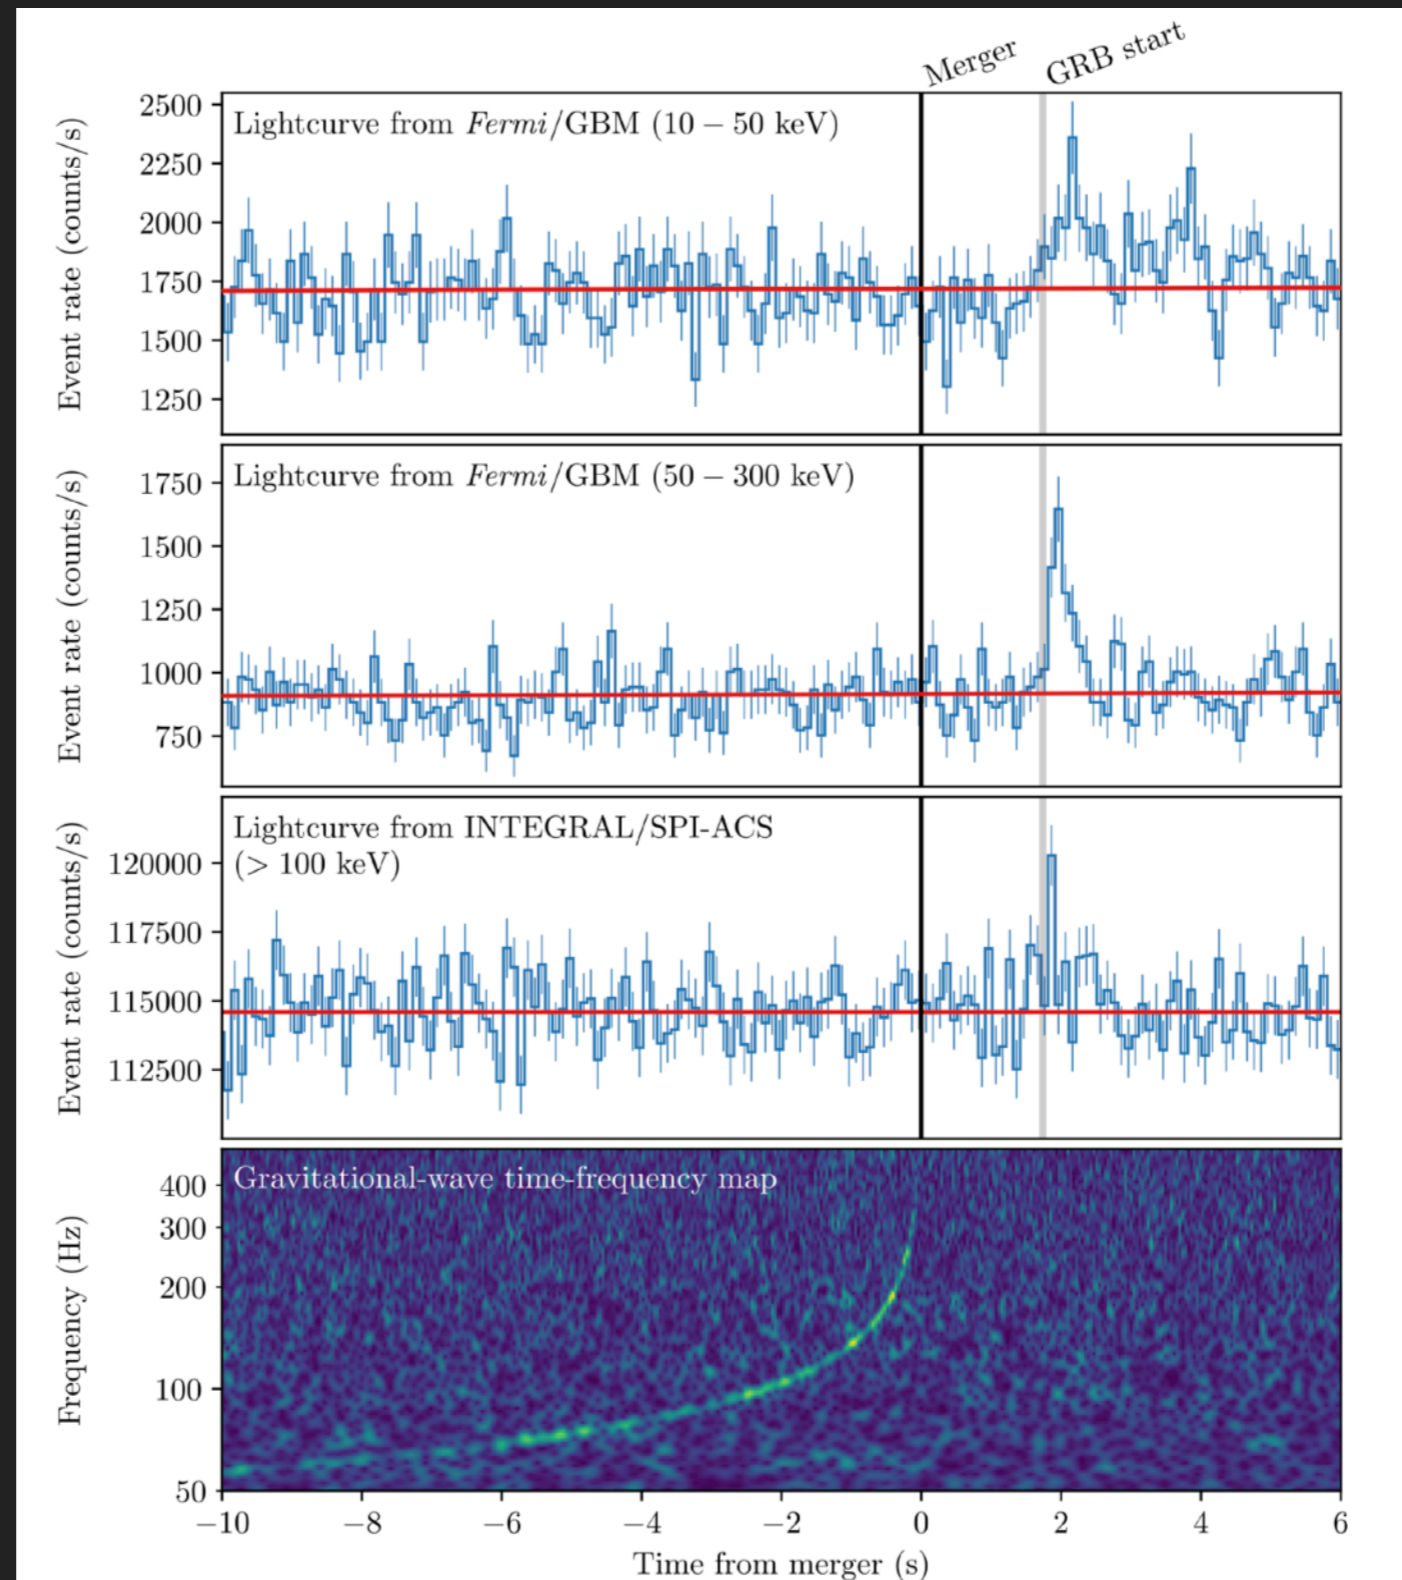 Merger GRB start
Lightcurve from Fermi/GBM (10 – 50 keV)
Event rate (counts/s)
2500
2250
2000
1750
1500
1250
Lightcurve from Fermi/GBM (50 – 300 keV)
Event rate (counts/s)
1750
1500
1250
1000
750
Lightcurve from INTEGRAL/SPI-ACS
(> 100 keV)
Event rate (counts/s)
120000
117500
115000
112500
Gravitational-wave time-frequency map
Frequency (Hz)
400
300
200
100
50
−10 −8 −6 −4 −2 0 2 4 6
Time from merger (s)